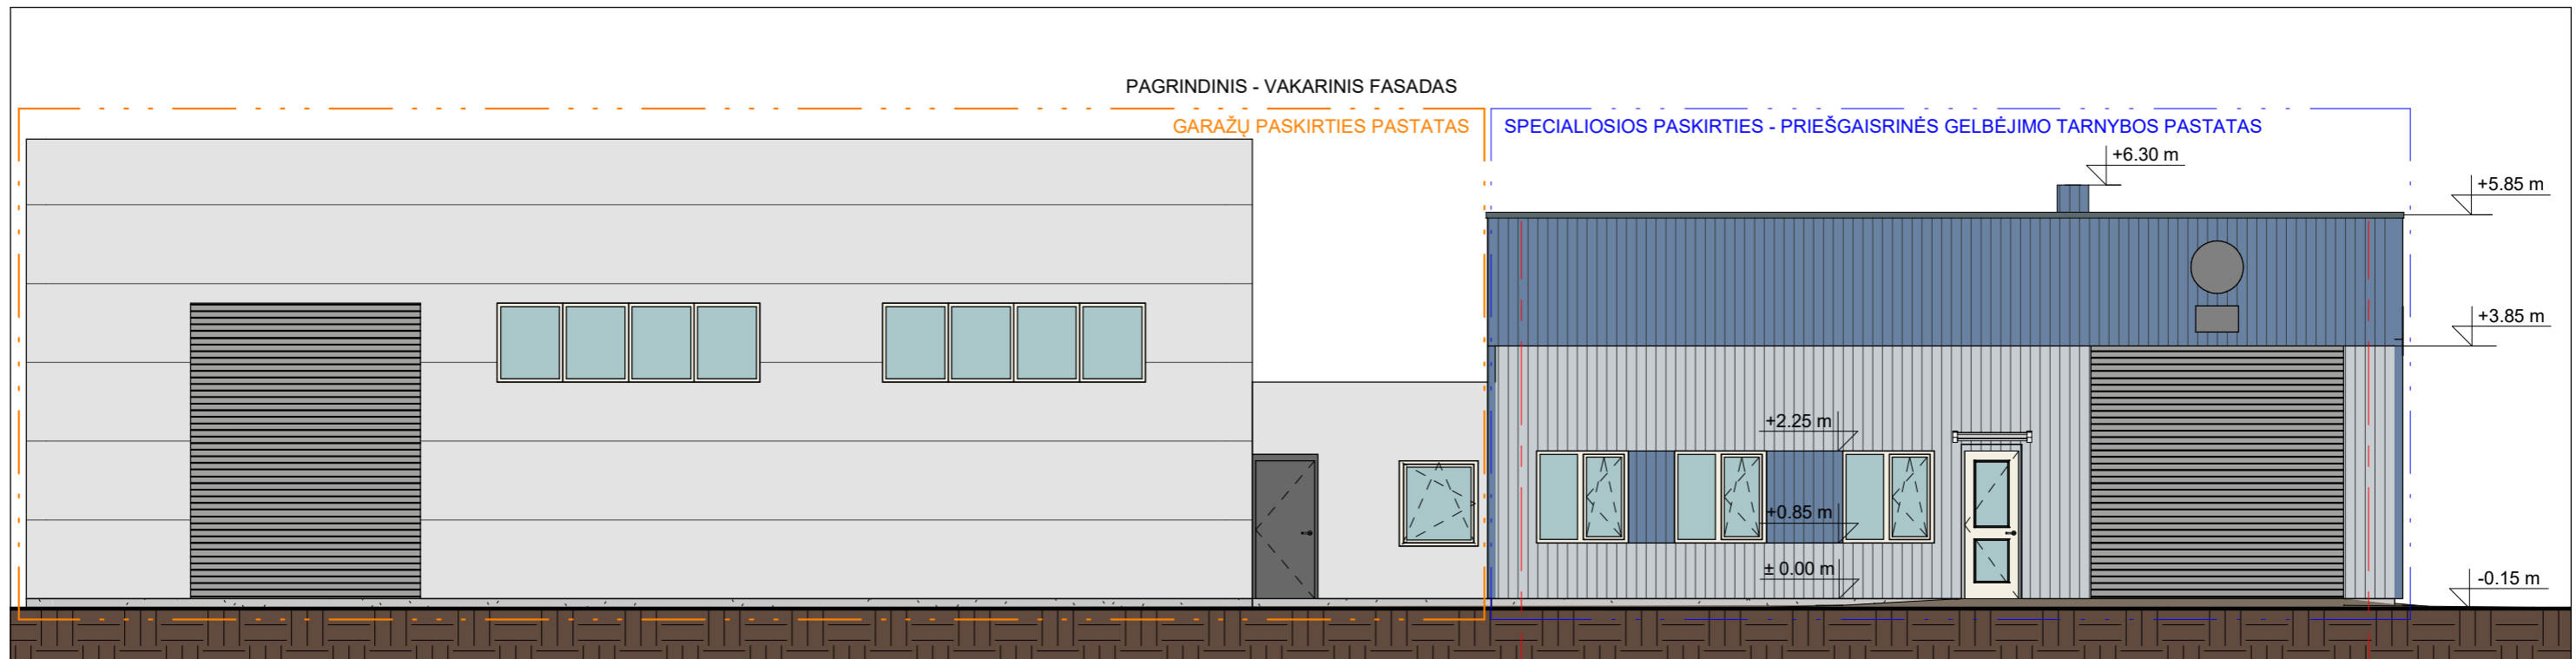 PAGRINDINIS - VAKARINIS FASADAS
GARAŽŲ PASKIRTIES PASTATAS
SPECIALIOSIOS PASKIRTIES - PRIEŠGAISRINĖS GELBĖJIMO TARNYBOS PASTATAS
+6.30 m
+5.85 m
+3.85 m
+2.25 m
+0.85 m
± 0.00 m
-0.15 m